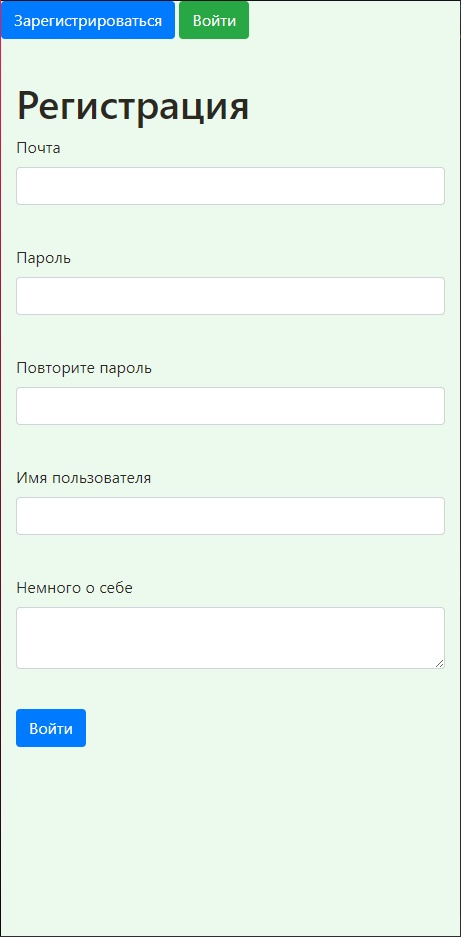 Зарегистрироваться Войти
Регистрация
Почта
Пароль
Повторите пароль
Имя пользователя
Немного о себе
Войти